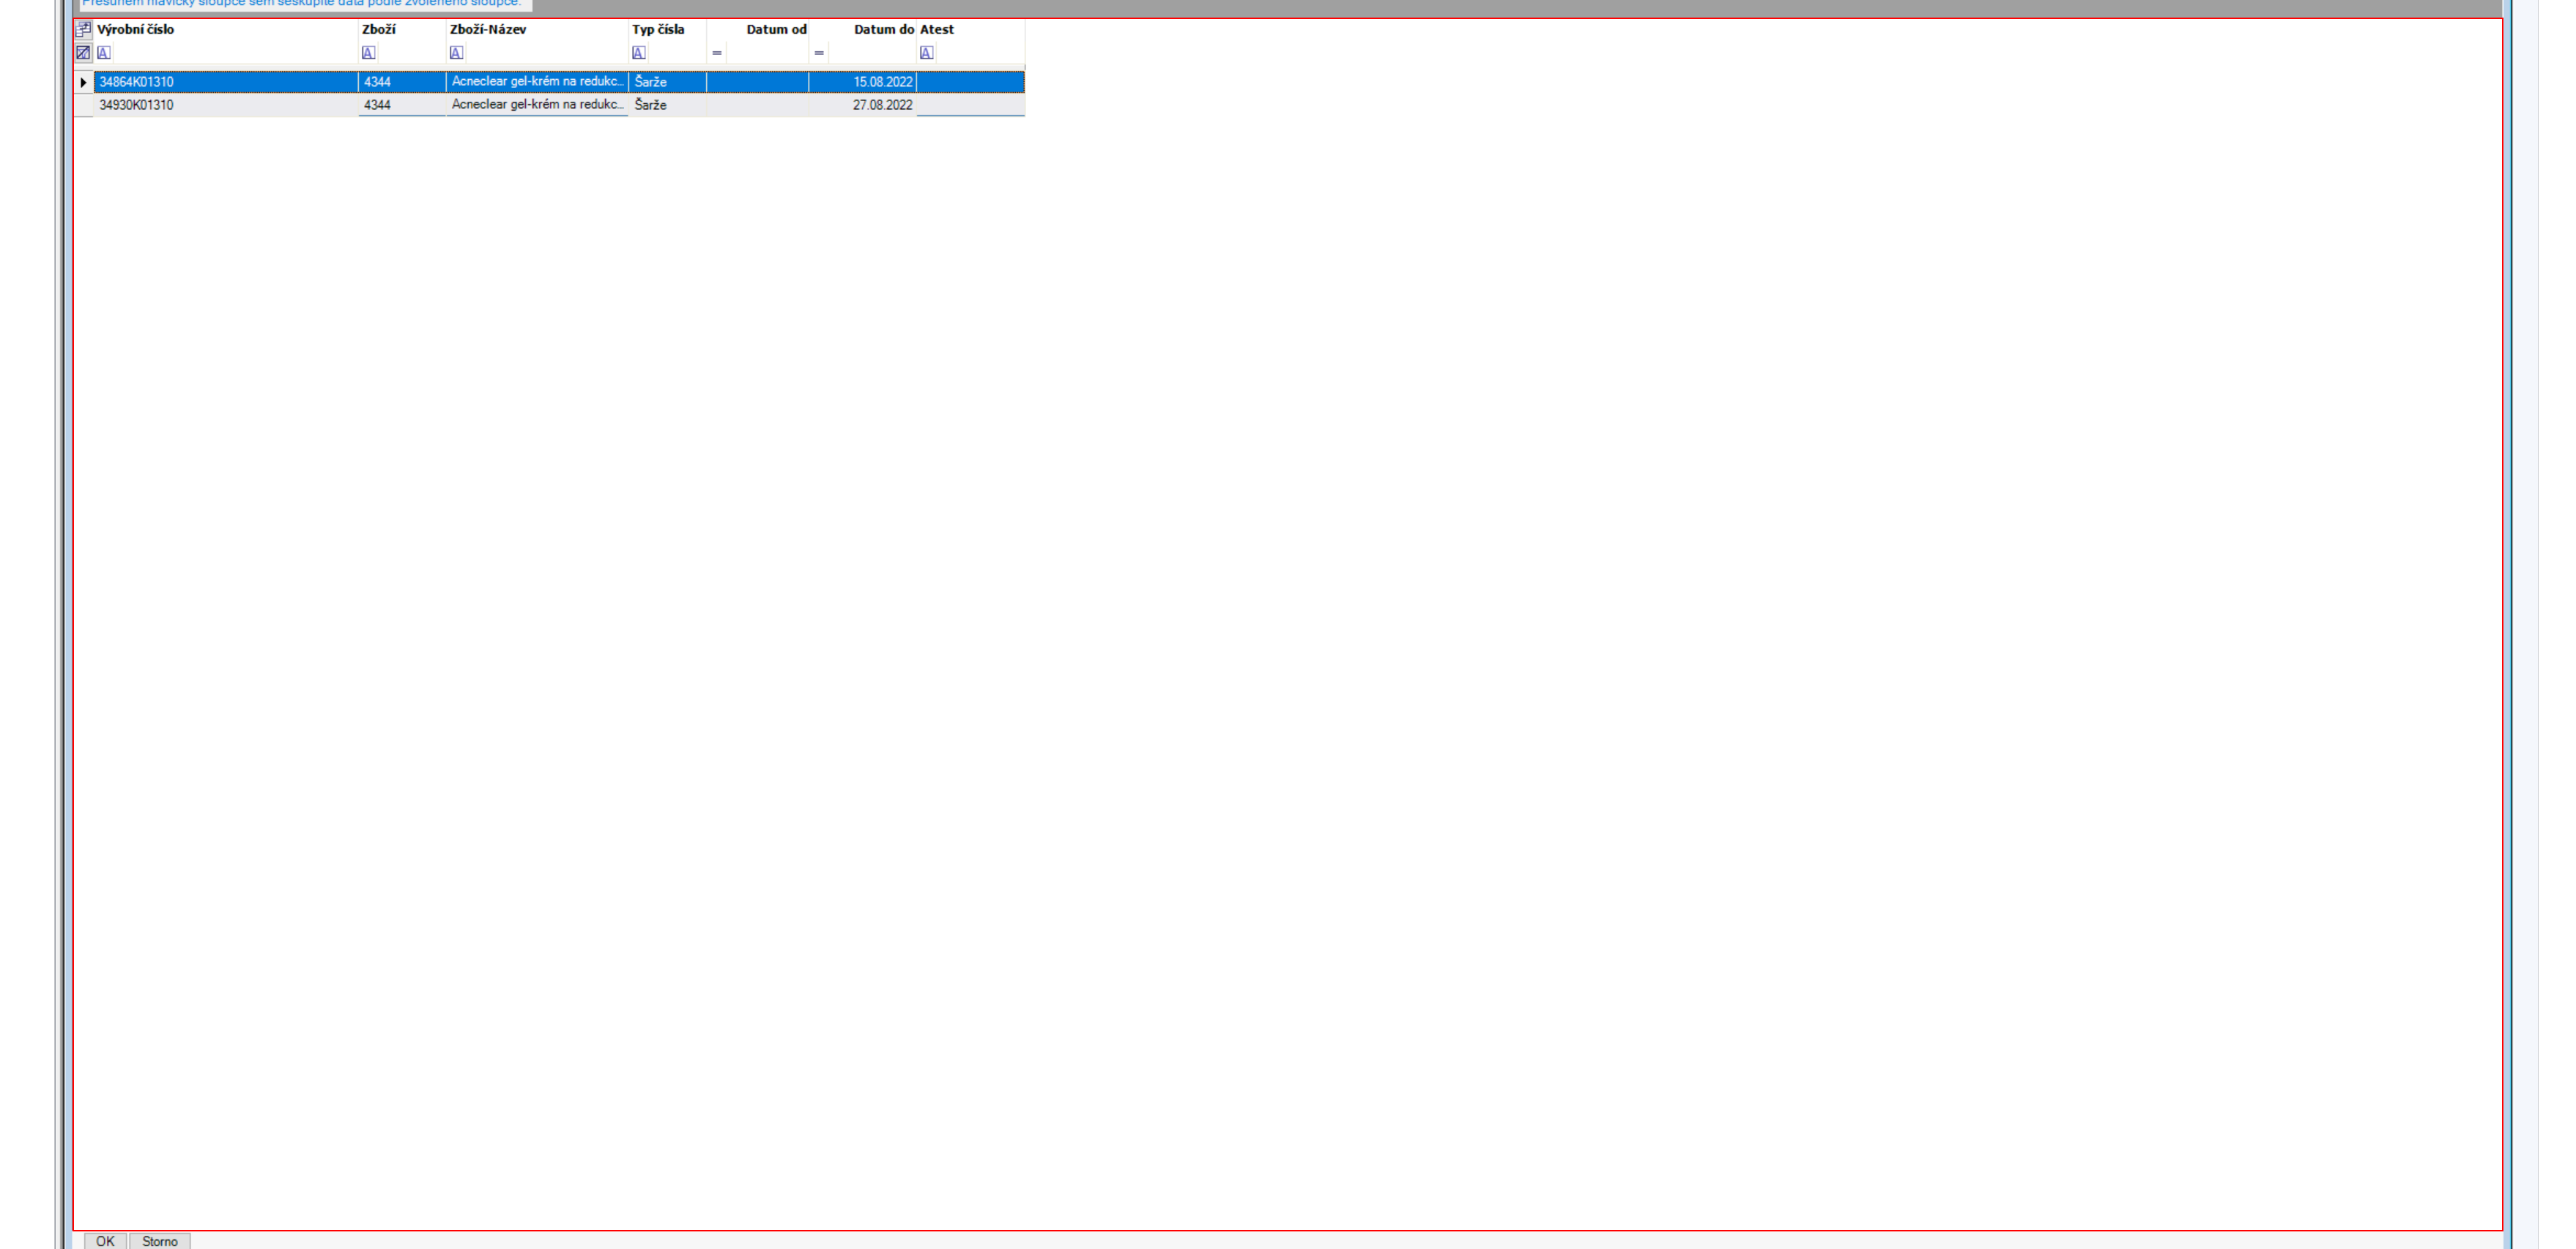 Přesunem hlavičky sloupce sem seskupíte data podle zvoleného sloupce.
Výrobní číslo Zboží Zboží-Název Typ čísla Datum od Datum do Atest
A A A A = = A
34864K01310 4344 Acneclear gel-krém na redukc... Šarže 15.08.2022
34930K01310 4344 Acneclear gel-krém na redukc... Šarže 27.08.2022
OK Storno